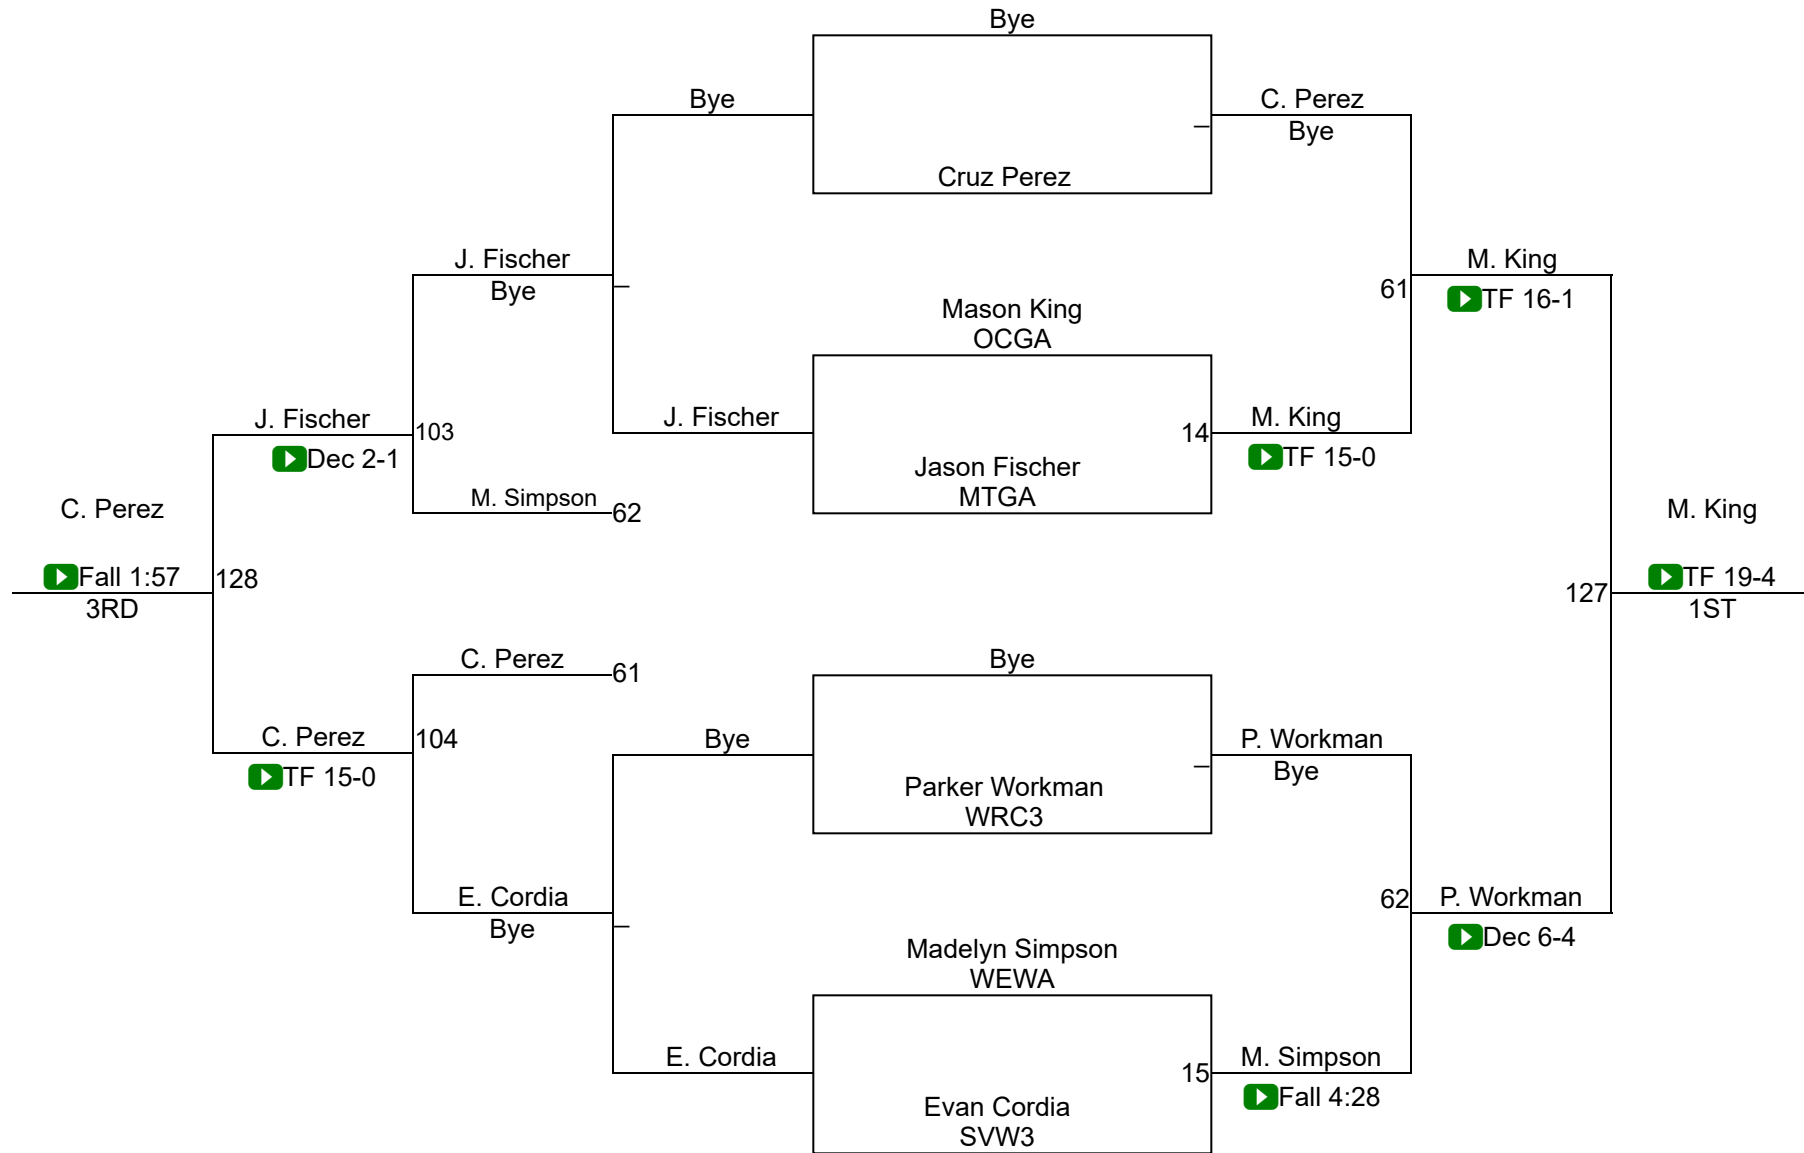 Bye
Bye
C. Perez
Bye
Cruz Perez
J. Fischer
Bye
M. King
61
TF 16-1
Mason King
OCGA
J. Fischer
103
Dec 2-1
J. Fischer
14
M. King
TF 15-0
Jason Fischer
MTGA
M. Simpson
62
C. Perez
M. King
Fall 1:57
128
3RD
127
TF 19-4
1ST
C. Perez
61
Bye
C. Perez
104
TF 15-0
Bye
P. Workman
Bye
Parker Workman
WRC3
E. Cordia
Bye
62
P. Workman
Dec 6-4
Madelyn Simpson
WEWA
E. Cordia
15
M. Simpson
Fall 4:28
Evan Cordia
SVW3